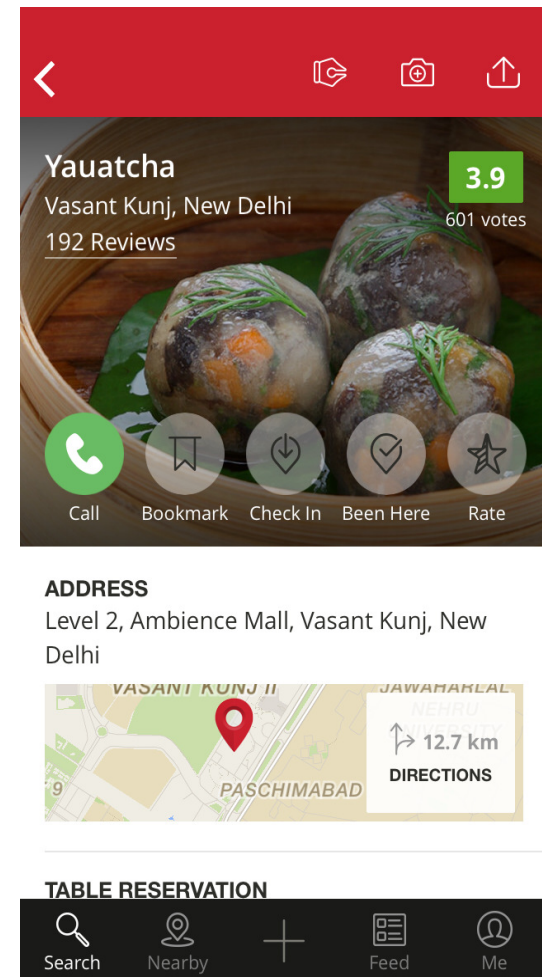 Yauatcha
3.9
Vasant Kunj, New Delhi
601 votes
192 Reviews
Call
Bookmark
Check In
Been Here
Rate
ADDRESS
Level 2, Ambience Mall, Vasant Kunj, New
Delhi
VASANT KUNJ II
JAWAHARLAL
NEHRU
UNIVERSITY
12.7 km
DIRECTIONS
9
PASCHIMABAD
TABLE RESERVATION
Search
Nearby
Feed
Me